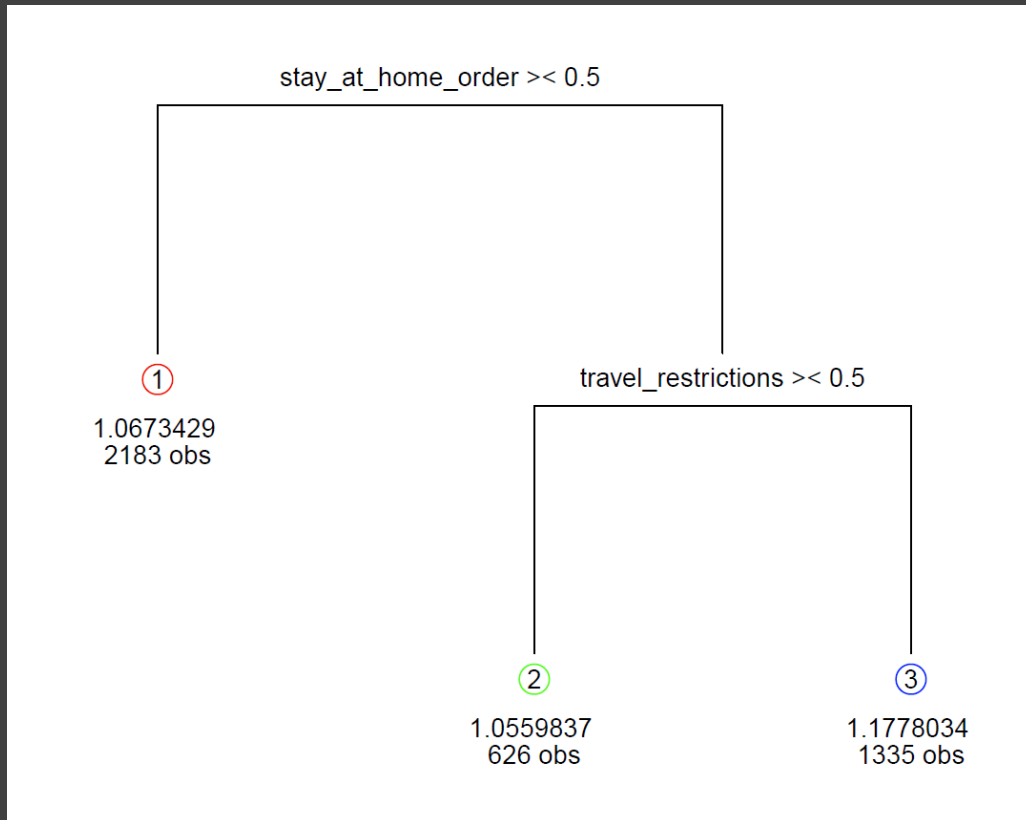 stay_at_home_order >< 0.5
1
1.0673429
2183 obs
travel_restrictions >< 0.5
2
1.0559837
626 obs
3
1.1778034
1335 obs